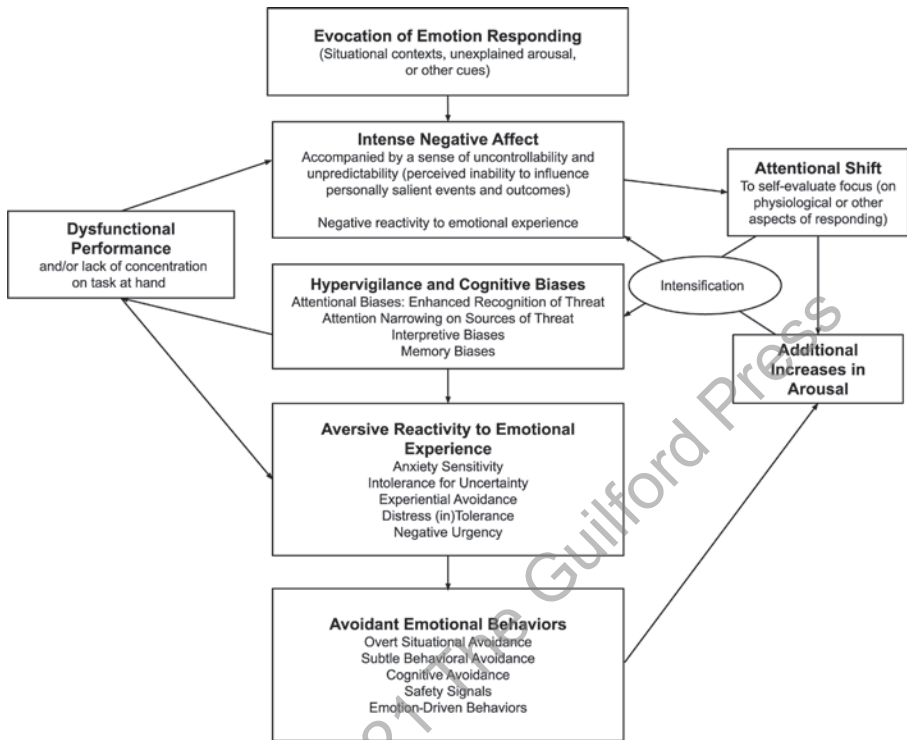 Evocation of Emotion Responding
(Situational contexts, unexplained arousal,
or other cues)
Intense Negative Affect
Accompanied by a sense of uncontrollability and
unpredictability (perceived inability to influence
personally salient events and outcomes)
Negative reactivity to emotional experience
Attentional Shift
To self-evaluate focus (on
physiological or other
aspects of responding)
Dysfunctional
Performance
and/or lack of concentration
on task at hand
Hypervigilance and Cognitive Biases
Attentional Biases: Enhanced Recognition of Threat
Attention Narrowing on Sources of Threat
Interpretive Biases
Memory Biases
Intensification
Additional
Increases in
Arousal
Aversive Reactivity to Emotional
Experience
Anxiety Sensitivity
Intolerance for Uncertainty
Experiential Avoidance
Distress (in)Tolerance
Negative Urgency
Avoidant Emotional Behaviors
Overt Situational Avoidance
Subtle Behavioral Avoidance
Cognitive Avoidance
Safety Signals
Emotion-Driven Behaviors
21 The Guilford Press